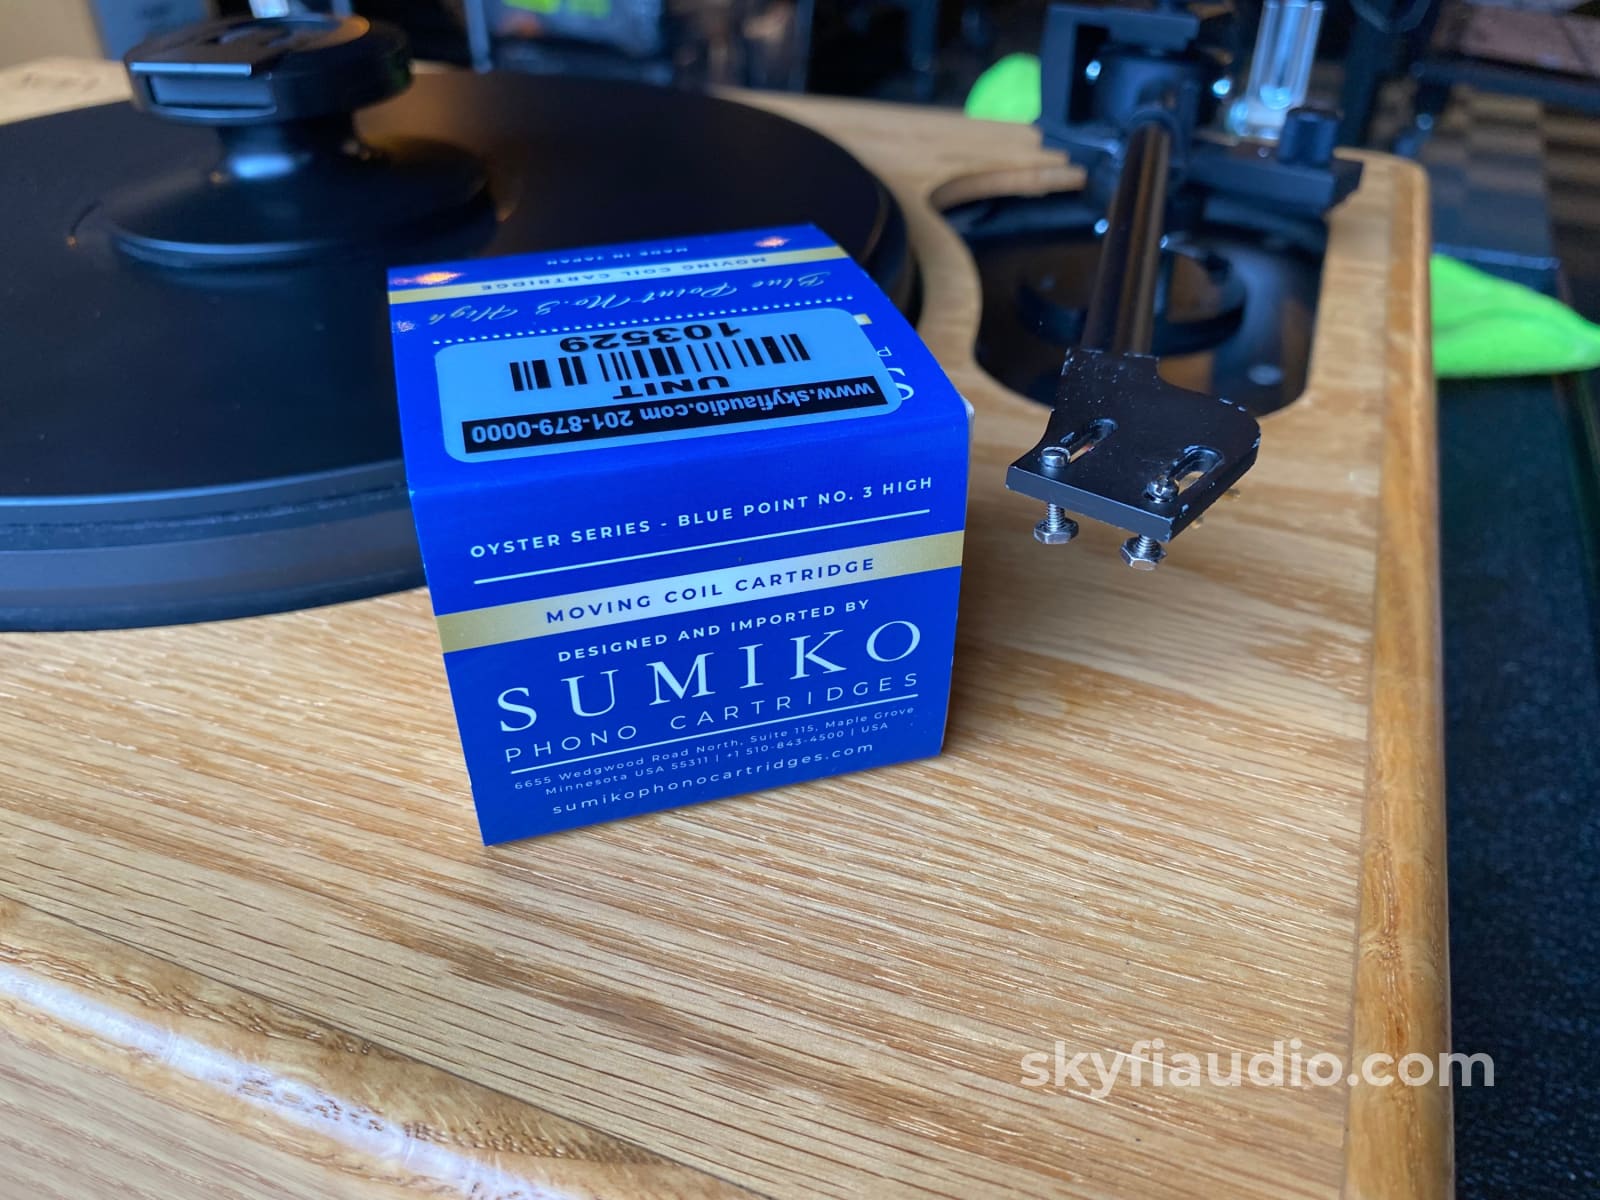 MADE IN JAPAN
MOVING COIL CARTRIDGE
Blue Point No.3 High
103529
UNIT
www.skyfiaudio.com 201-879-0000
OYSTER SERIES - BLUE POINT NO. 3 HIGH
MOVING COIL CARTRIDGE
DESIGNED AND IMPORTED BY
SUMIKO
PHONO CARTRIDGES
6655 Wedgwood Road North, Suite 115, Maple Grove
Minnesota USA 55311 | +1 510-843-4500 | USA
sumikophonocartridges.com
skyfiaudio.com